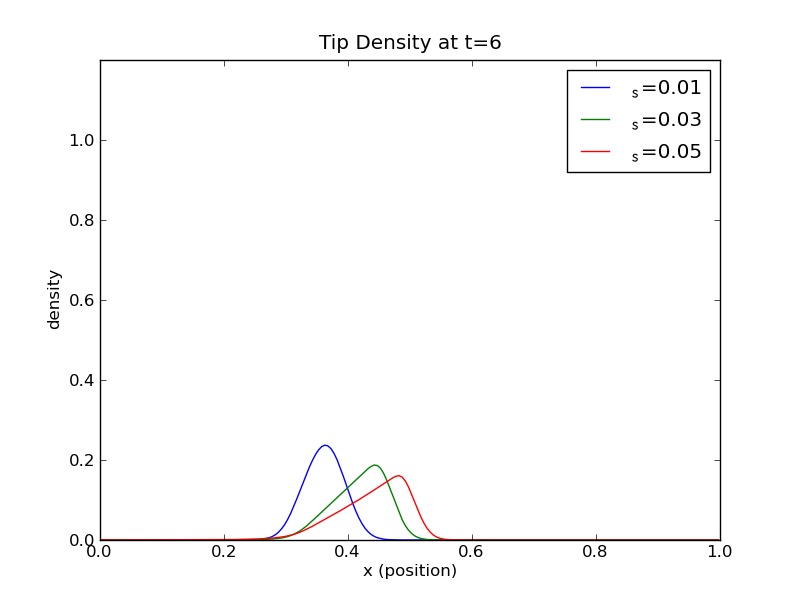 Tip Density at t=6
ₛ=0.01
ₛ=0.03
ₛ=0.05
1.0
0.8
0.6
0.4
0.2
0.0
density
0.0 0.2 0.4 0.6 0.8 1.0
x (position)